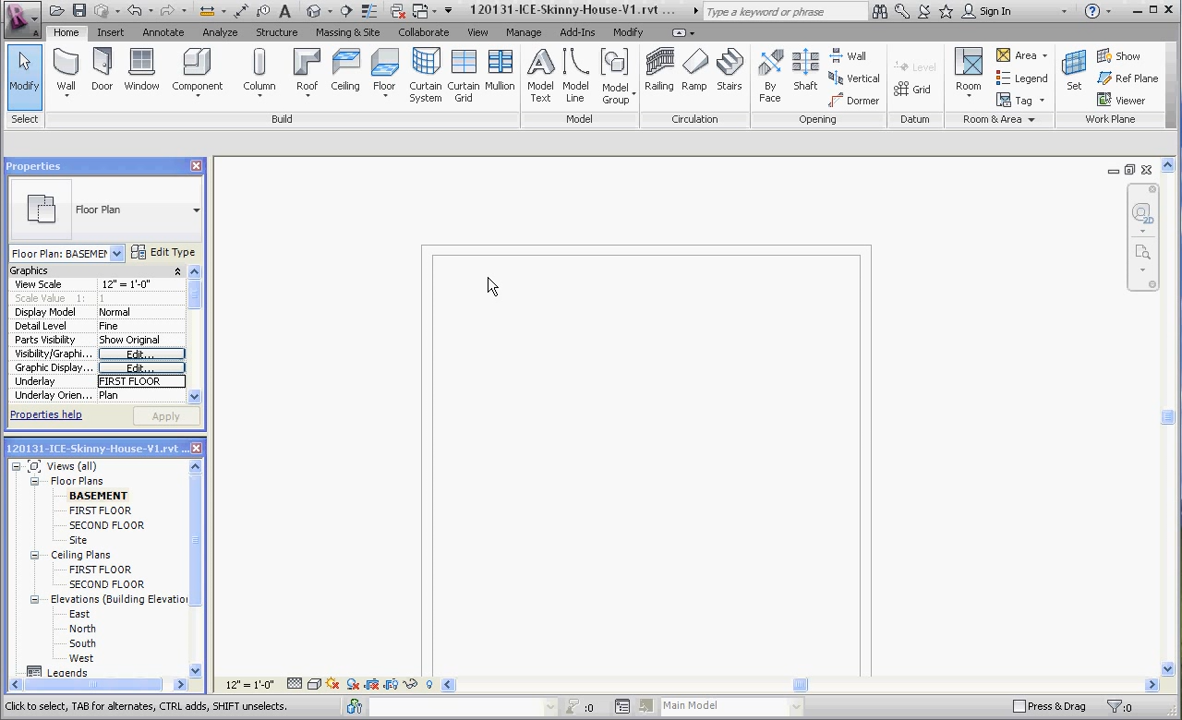 120131-ICE-Skinny-House-V1.rvt ...
Type a keyword or phrase
Sign In
Home
Insert
Annotate
Analyze
Structure
Massing & Site
Collaborate
View
Manage
Add-Ins
Modify
Modify
Wall
Door
Window
Component
Column
Roof
Ceiling
Floor
Curtain System
Curtain Grid
Mullion
Model Text
Model Line
Model Group
Railing
Ramp
Stairs
By Face
Shaft
Wall
Vertical
Dormer
Level
Grid
Room
Area
Legend
Tag
Set
Show
Ref Plane
Viewer
Select
Build
Model
Circulation
Opening
Datum
Room & Area
Work Plane
Properties
Floor Plan
Floor Plan: BASEMEN
Edit Type
Graphics
View Scale 12" = 1'-0"
Scale Value 1: 1
Display Model Normal
Detail Level Fine
Parts Visibility Show Original
Visibility/Graphi... Edit...
Graphic Display... Edit...
Underlay FIRST FLOOR
Underlay Orien... Plan
Properties help
Apply
120131-ICE-Skinny-House-V1.rvt ...
Views (all)
Floor Plans
BASEMENT
FIRST FLOOR
SECOND FLOOR
Site
Ceiling Plans
FIRST FLOOR
SECOND FLOOR
Elevations (Building Elevatior
East
North
South
West
Legends
2D
12" = 1'-0"
Click to select, TAB for alternates, CTRL adds, SHIFT unselects.
:0
Main Model
Press & Drag
:0